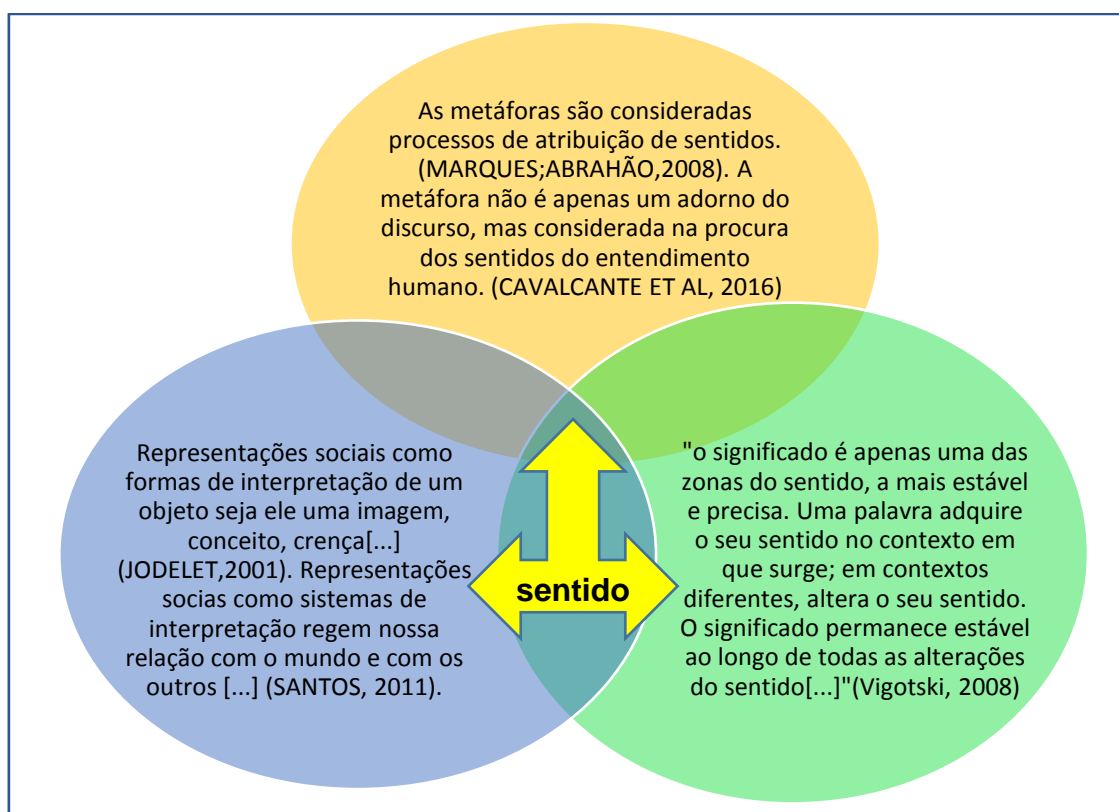 As metáforas são consideradas
processos de atribuição de sentidos.
(MARQUES;ABRAHÃO,2008). A
metáfora não é apenas um adorno do
discurso, mas considerada na procura
dos sentidos do entendimento
humano. (CAVALCANTE ET AL, 2016)
Representações sociais como
formas de interpretação de um
objeto seja ele uma imagem,
conceito, crença[...]
(JODELET,2001). Representações
socias como sistemas de
interpretação regem nossa
relação com o mundo e com os
outros [...] (SANTOS, 2011).
sentido
"o significado é apenas uma das
zonas do sentido, a mais estável
e precisa. Uma palavra adquire
o seu sentido no contexto em
que surge; em contextos
diferentes, altera o seu sentido.
O significado permanece estável
ao longo de todas as alterações
do sentido[...]"(Vigotski, 2008)